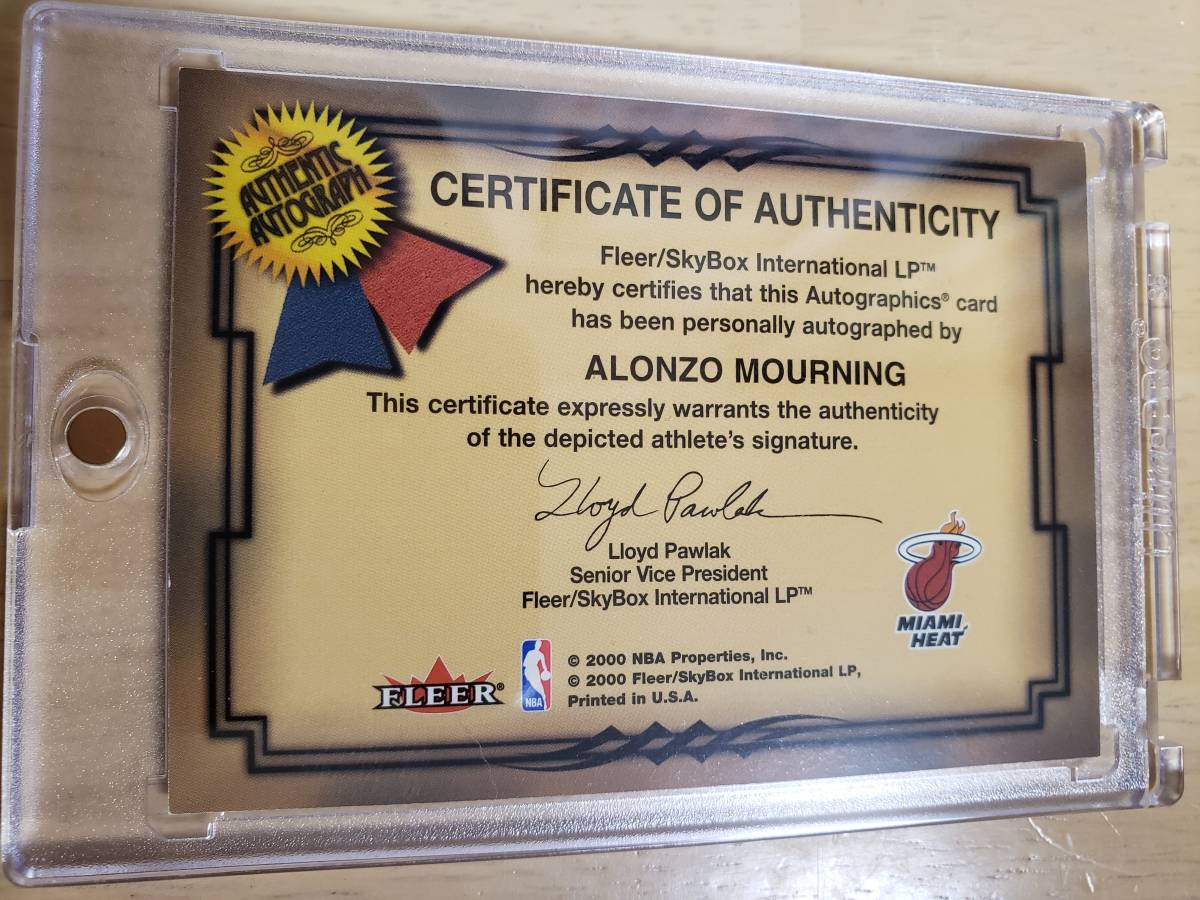 AUTHENTIC
AUTOGRAPH
CERTIFICATE OF AUTHENTICITY
Fleer/SkyBox International LP™
hereby certifies that this Autographics® card
has been personally autographed by
ALONZO MOURNING
This certificate expressly warrants the authenticity
of the depicted athlete's signature.
Lloyd Pawlak
Lloyd Pawlak
Senior Vice President
Fleer/SkyBox International LP™
MIAMI
HEAT
FLEER®
NBA
© 2000 NBA Properties, Inc.
© 2000 Fleer/SkyBox International LP,
Printed in U.S.A.
Ultra PRO®